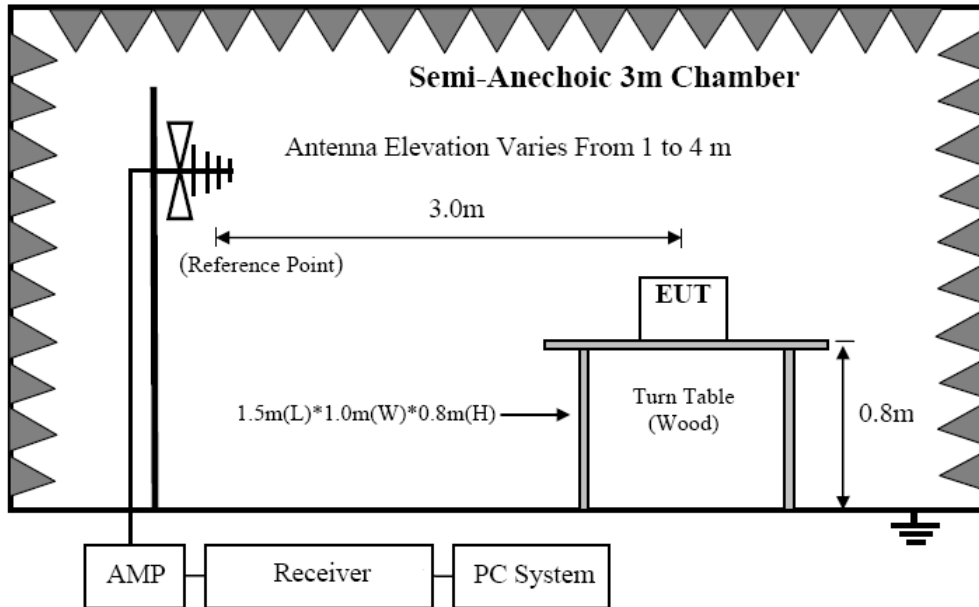 Semi-Anechoic 3m Chamber
Antenna Elevation Varies From 1 to 4 m
3.0m
(Reference Point)
EUT
1.5m(L)*1.0m(W)*0.8m(H)
Turn Table
(Wood)
0.8m
AMP
Receiver
PC System